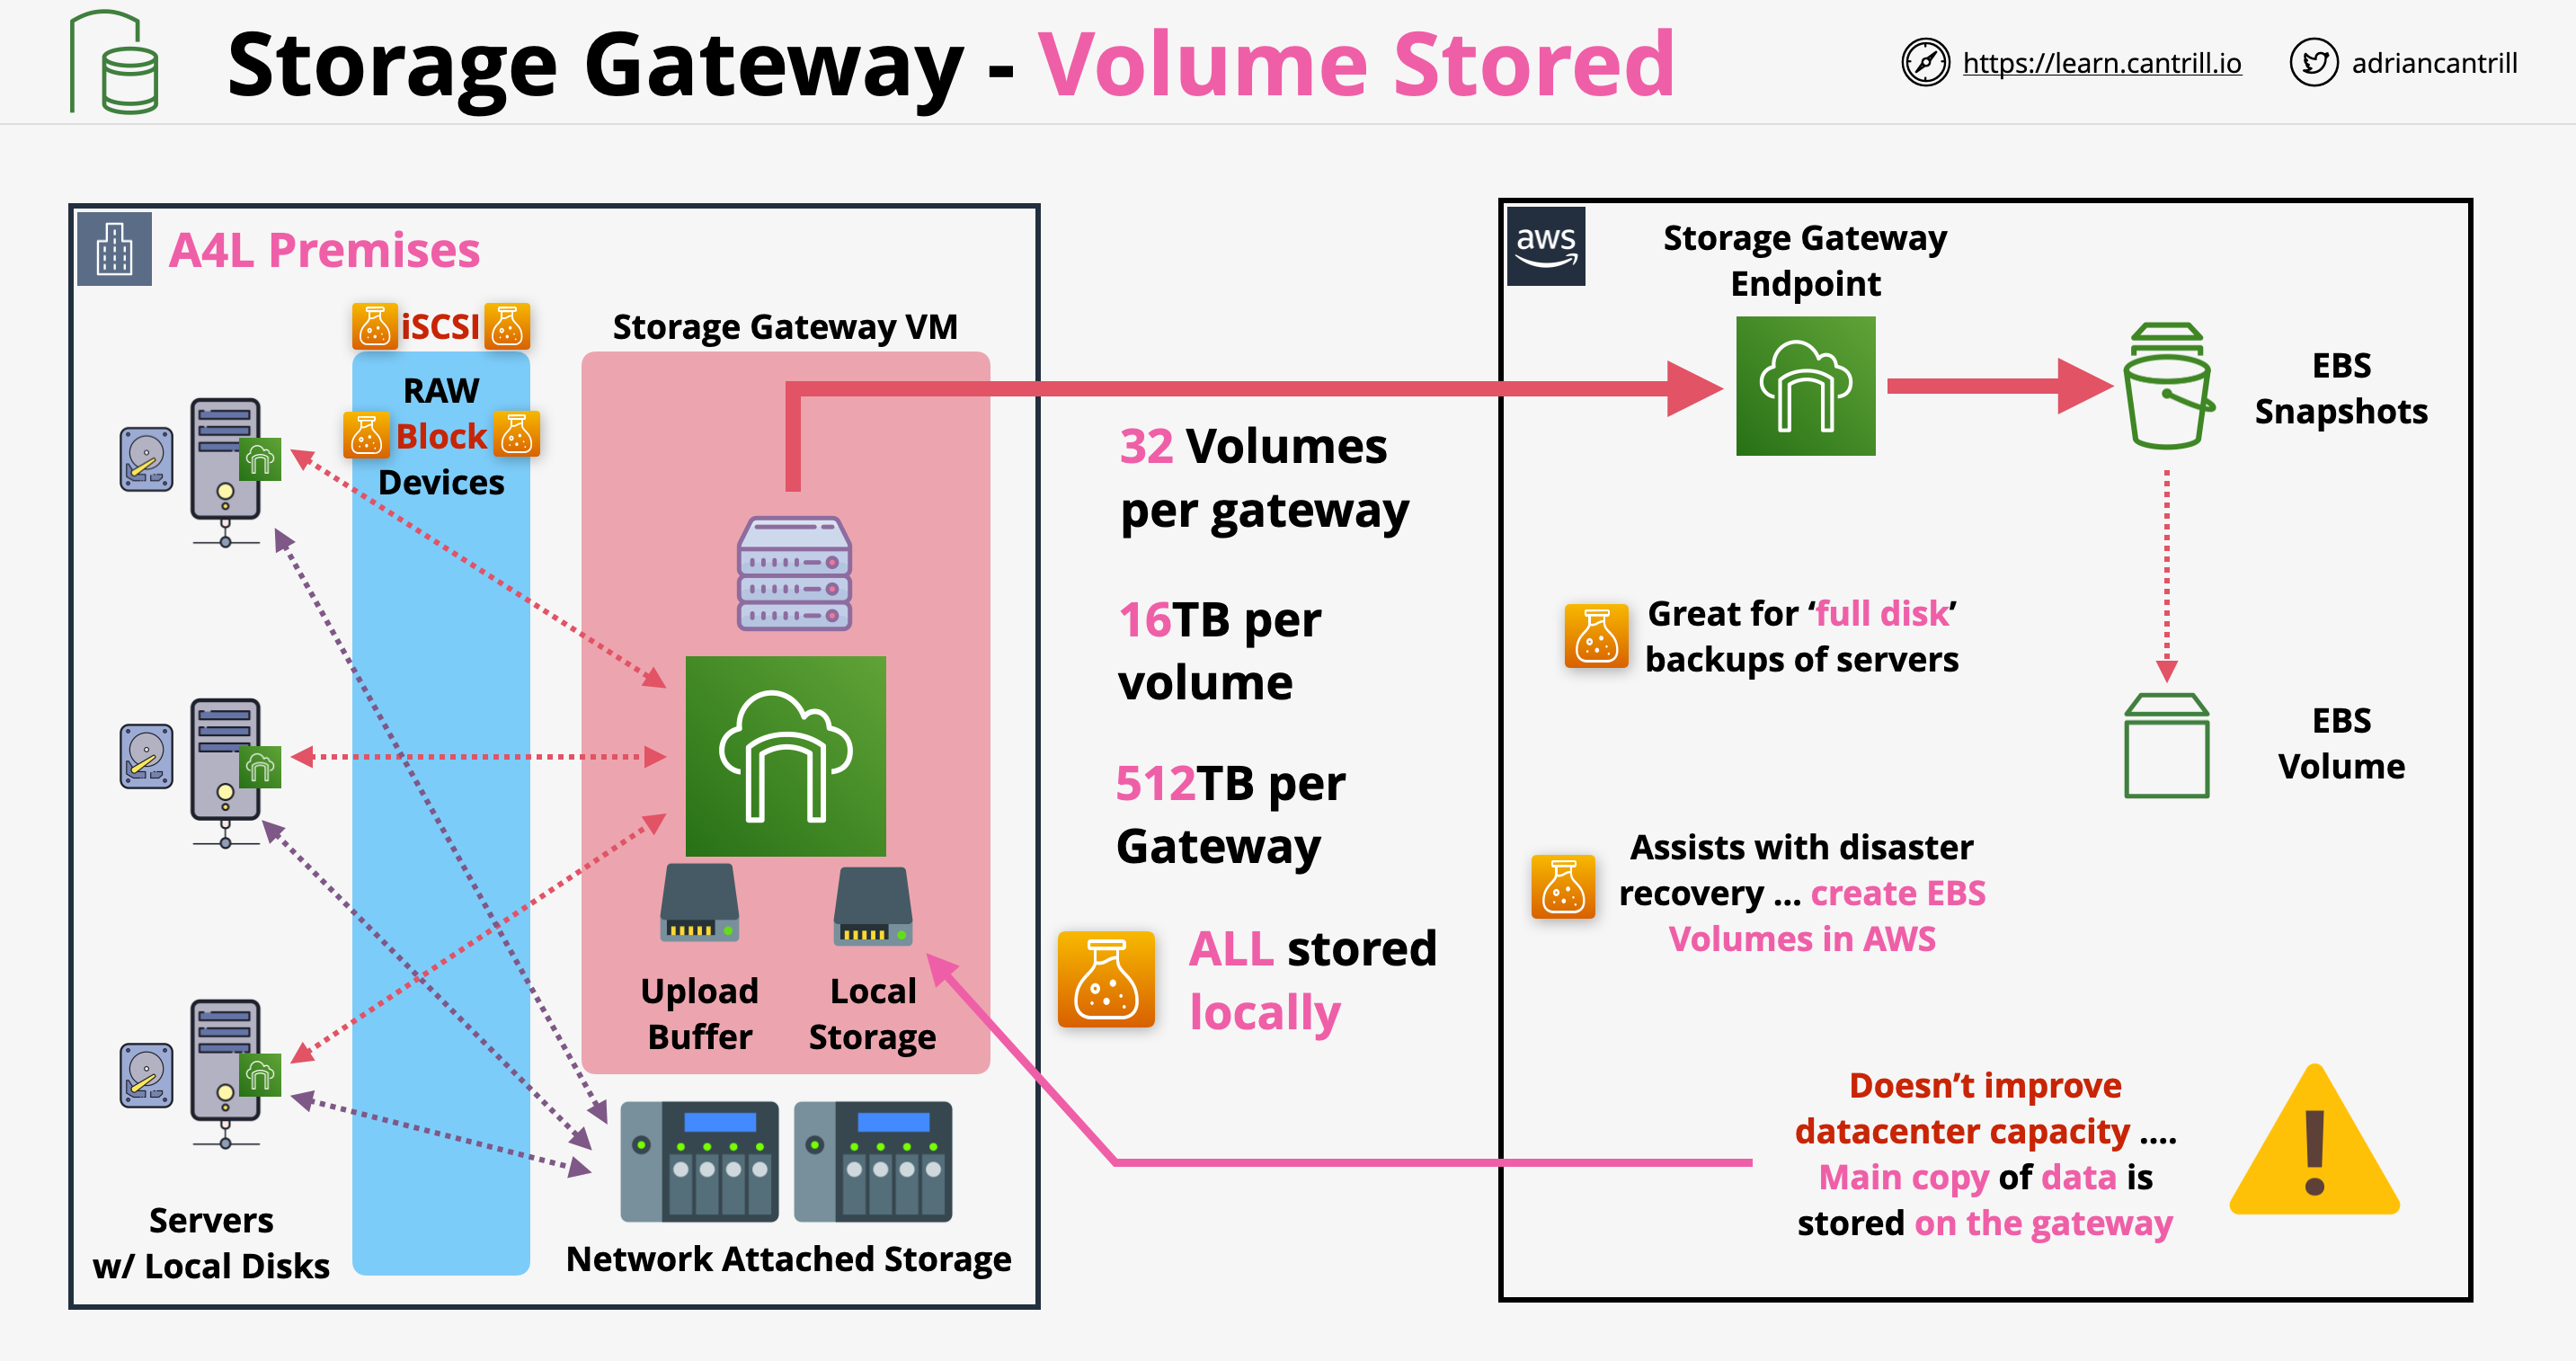 Storage Gateway - Volume Stored
https://learn.cantrill.io
adriancantrill
A4L Premises
iSCSI
RAW
Block
Devices
Storage Gateway VM
Upload
Buffer
Local
Storage
Servers
w/ Local Disks
Network Attached Storage
32 Volumes
per gateway
16TB per
volume
512TB per
Gateway
ALL stored
locally
aws
Storage Gateway
Endpoint
EBS
Snapshots
Great for ‘full disk’
backups of servers
EBS
Volume
Assists with disaster
recovery ... create EBS
Volumes in AWS
Doesn’t improve
datacenter capacity ....
Main copy of data is
stored on the gateway